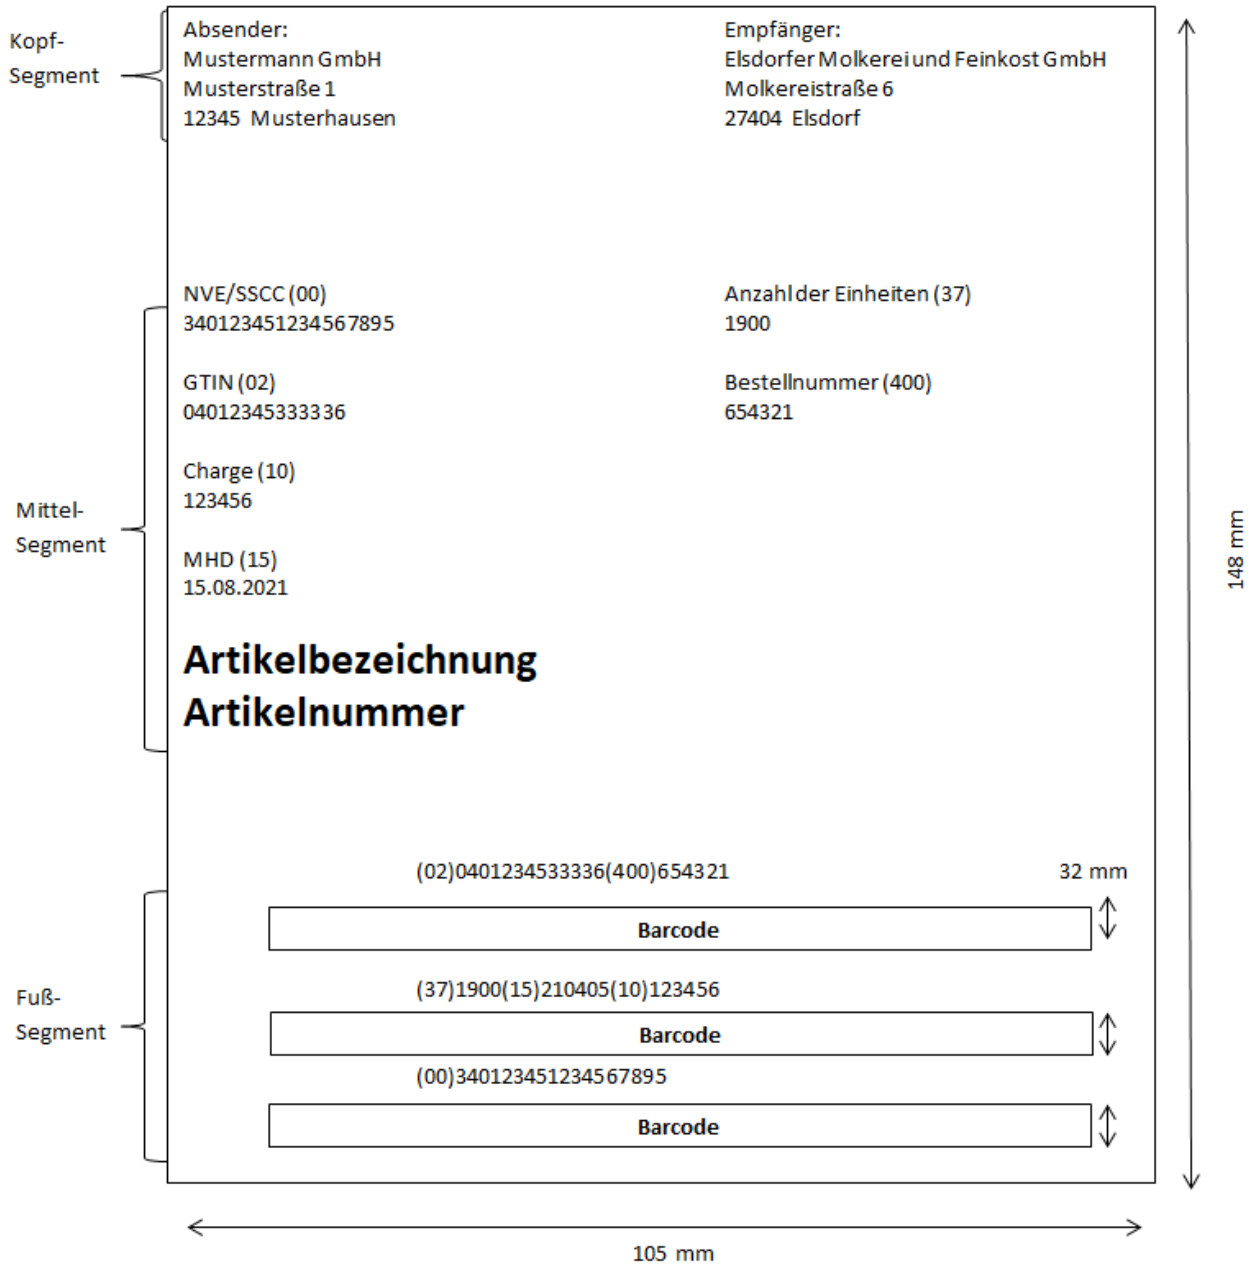 Kopf-
Segment
Absender:
Mustermann GmbH
Musterstraße 1
12345 Musterhausen
Empfänger:
Elsdorfer Molkerei und Feinkost GmbH
Molkereistraße 6
27404 Elsdorf
Mittel-
Segment
NVE/SSCC (00)
340123451234567895
Anzahl der Einheiten (37)
1900
GTIN (02)
04012345333336
Bestellnummer (400)
654321
Charge (10)
123456
MHD (15)
15.08.2021
Artikelbezeichnung
Artikelnummer
148 mm
Fuß-
Segment
(02)0401234533336(400)654321
32 mm
Barcode
(37)1900(15)210405(10)123456
Barcode
(00)340123451234567895
Barcode
105 mm